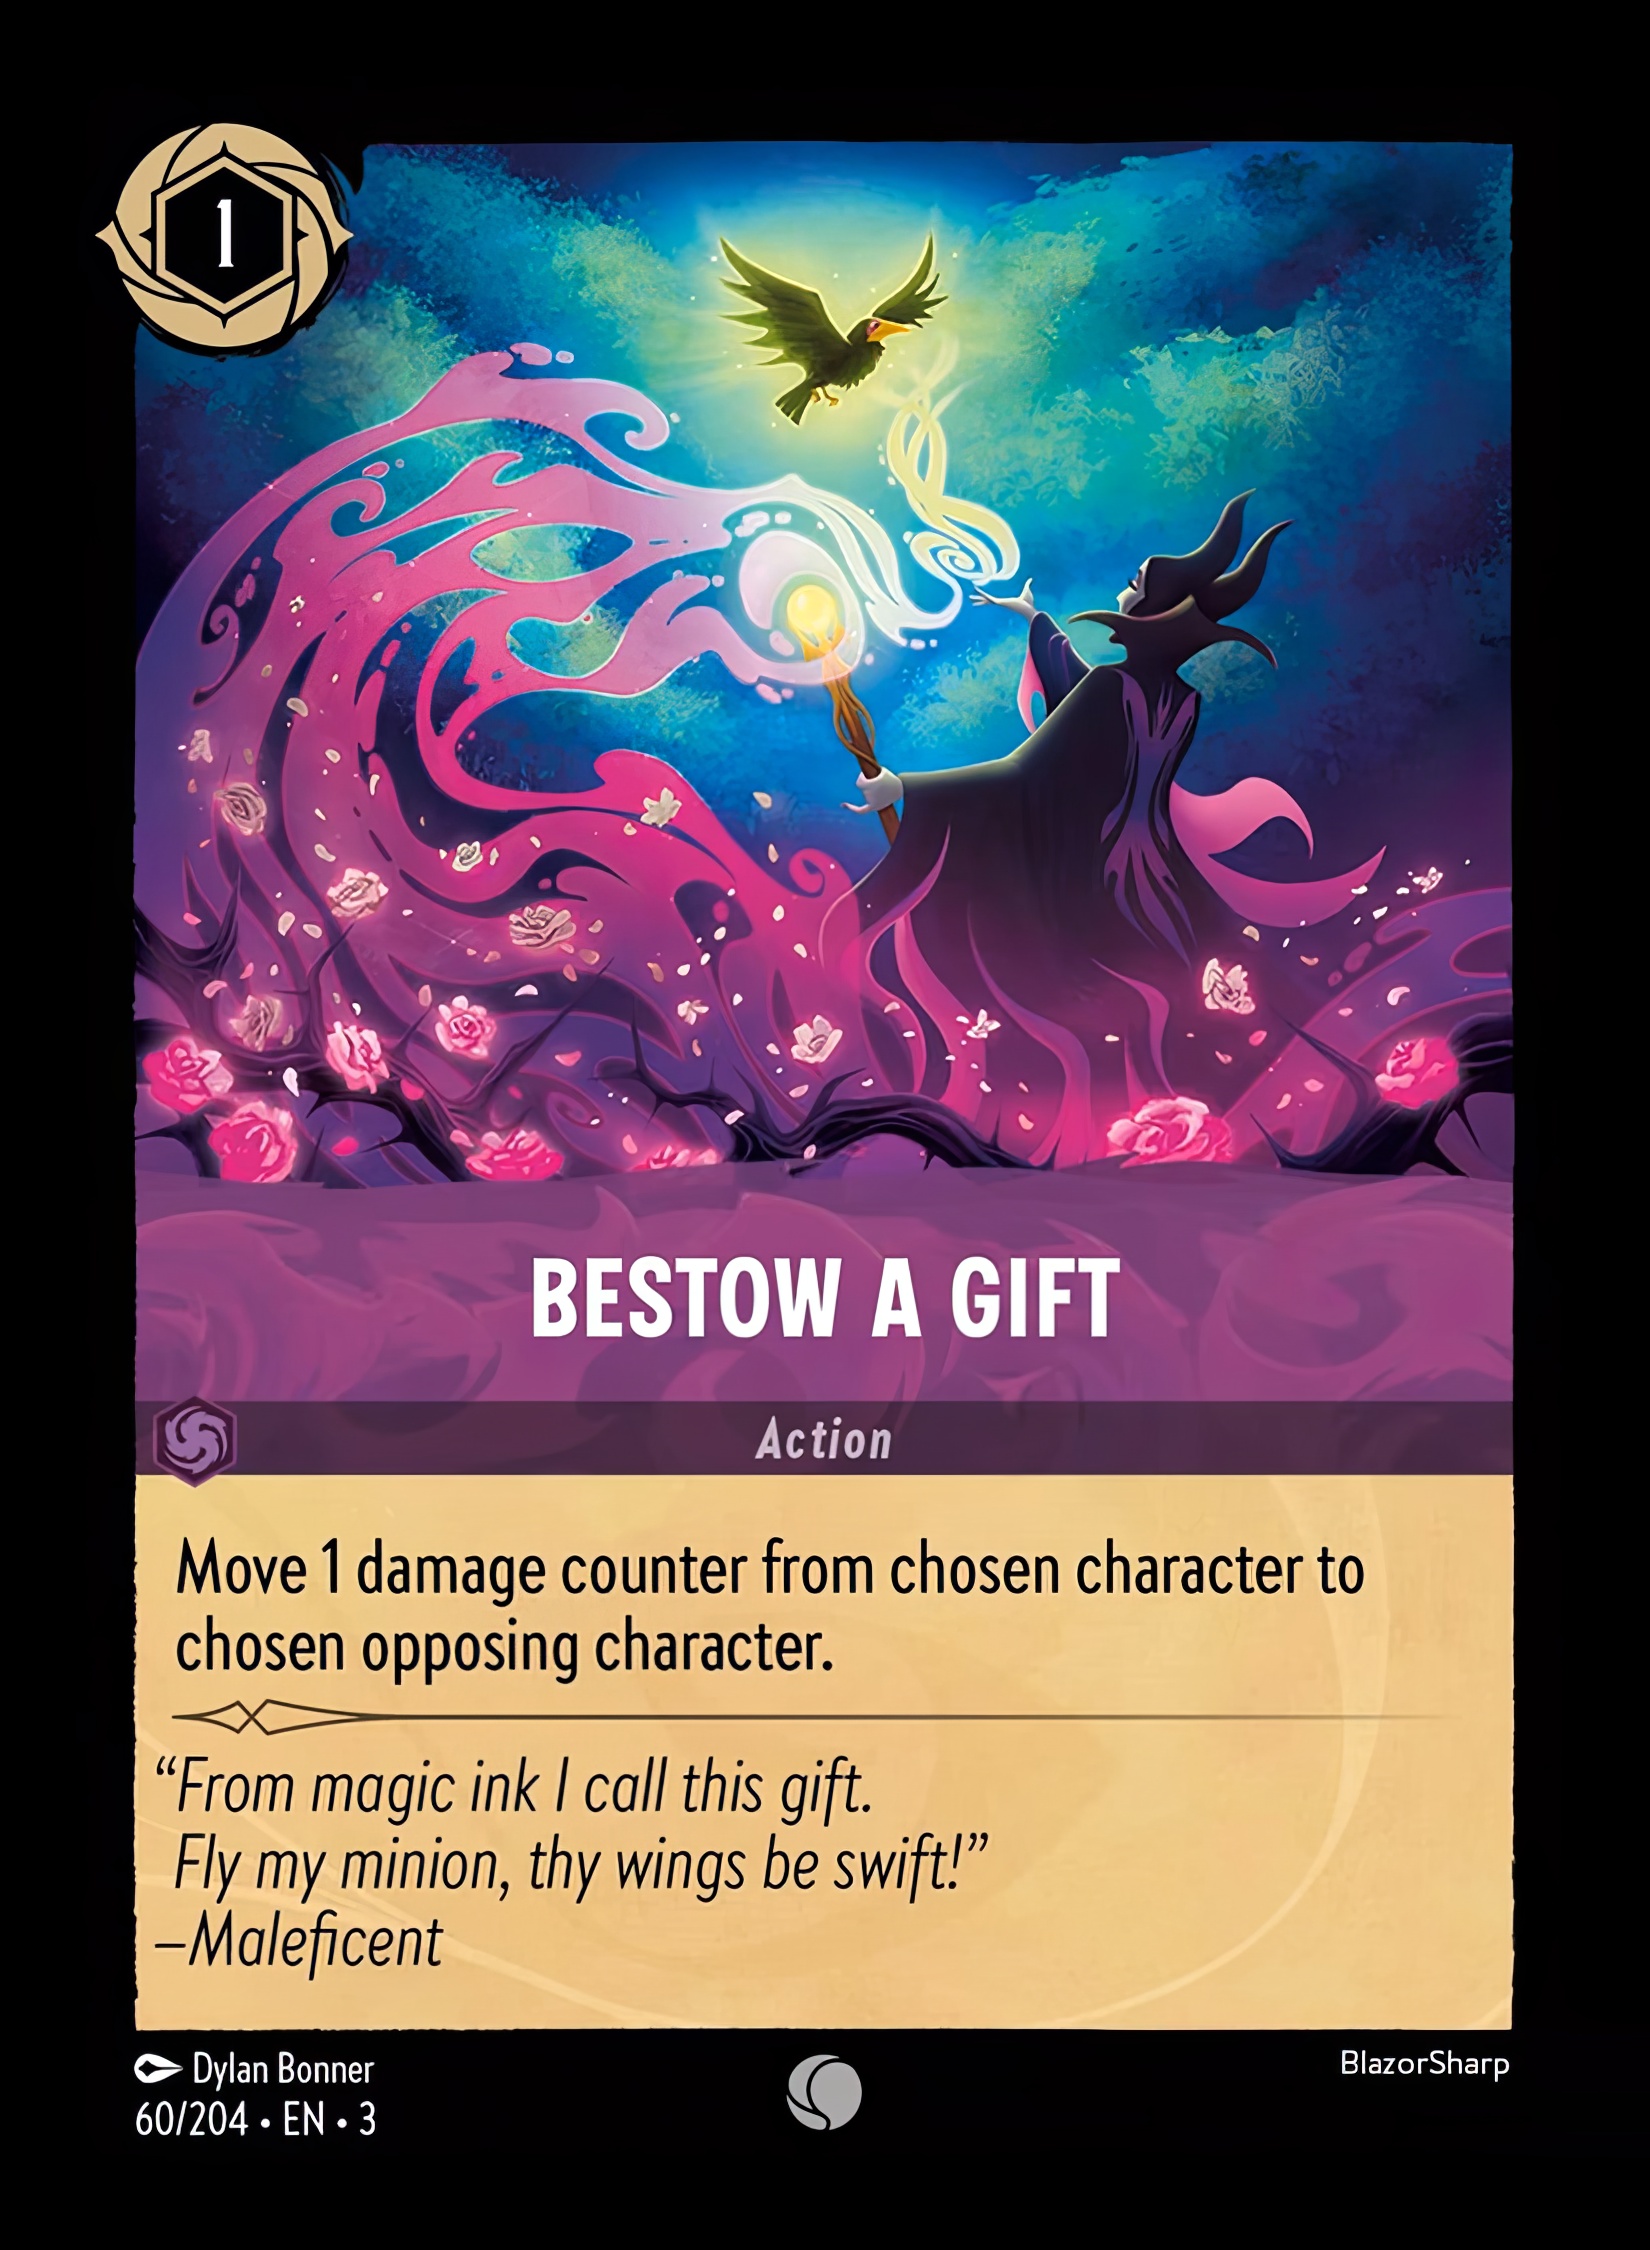 1
BESTOW A GIFT
Action
Move 1 damage counter from chosen character to
chosen opposing character.
“From magic ink I call this gift.
Fly my minion, thy wings be swift!”
–Maleficent
Dylan Bonner
BlazorSharp
60/204 • EN • 3